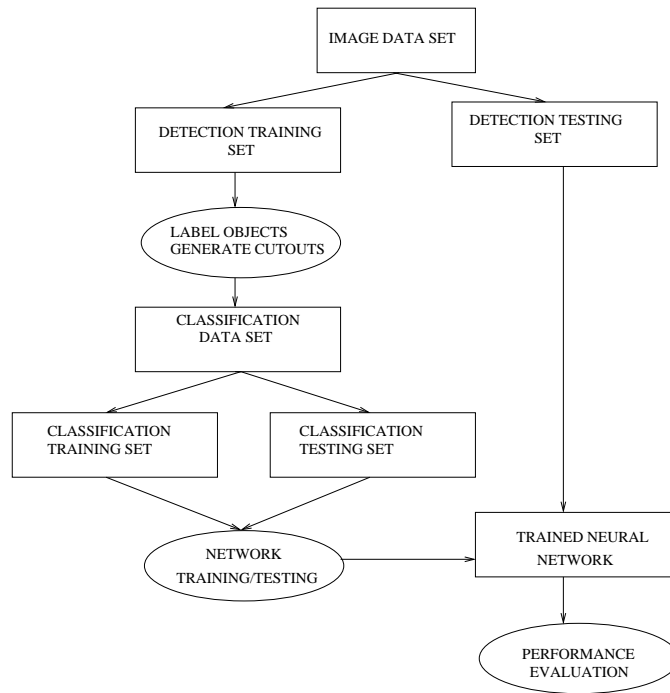 IMAGE DATA SET
DETECTION TRAINING
SET
DETECTION TESTING
SET
LABEL OBJECTS
GENERATE CUTOUTS
CLASSIFICATION
DATA SET
CLASSIFICATION
TRAINING SET
CLASSIFICATION
TESTING SET
NETWORK
TRAINING/TESTING
TRAINED NEURAL
NETWORK
PERFORMANCE
EVALUATION